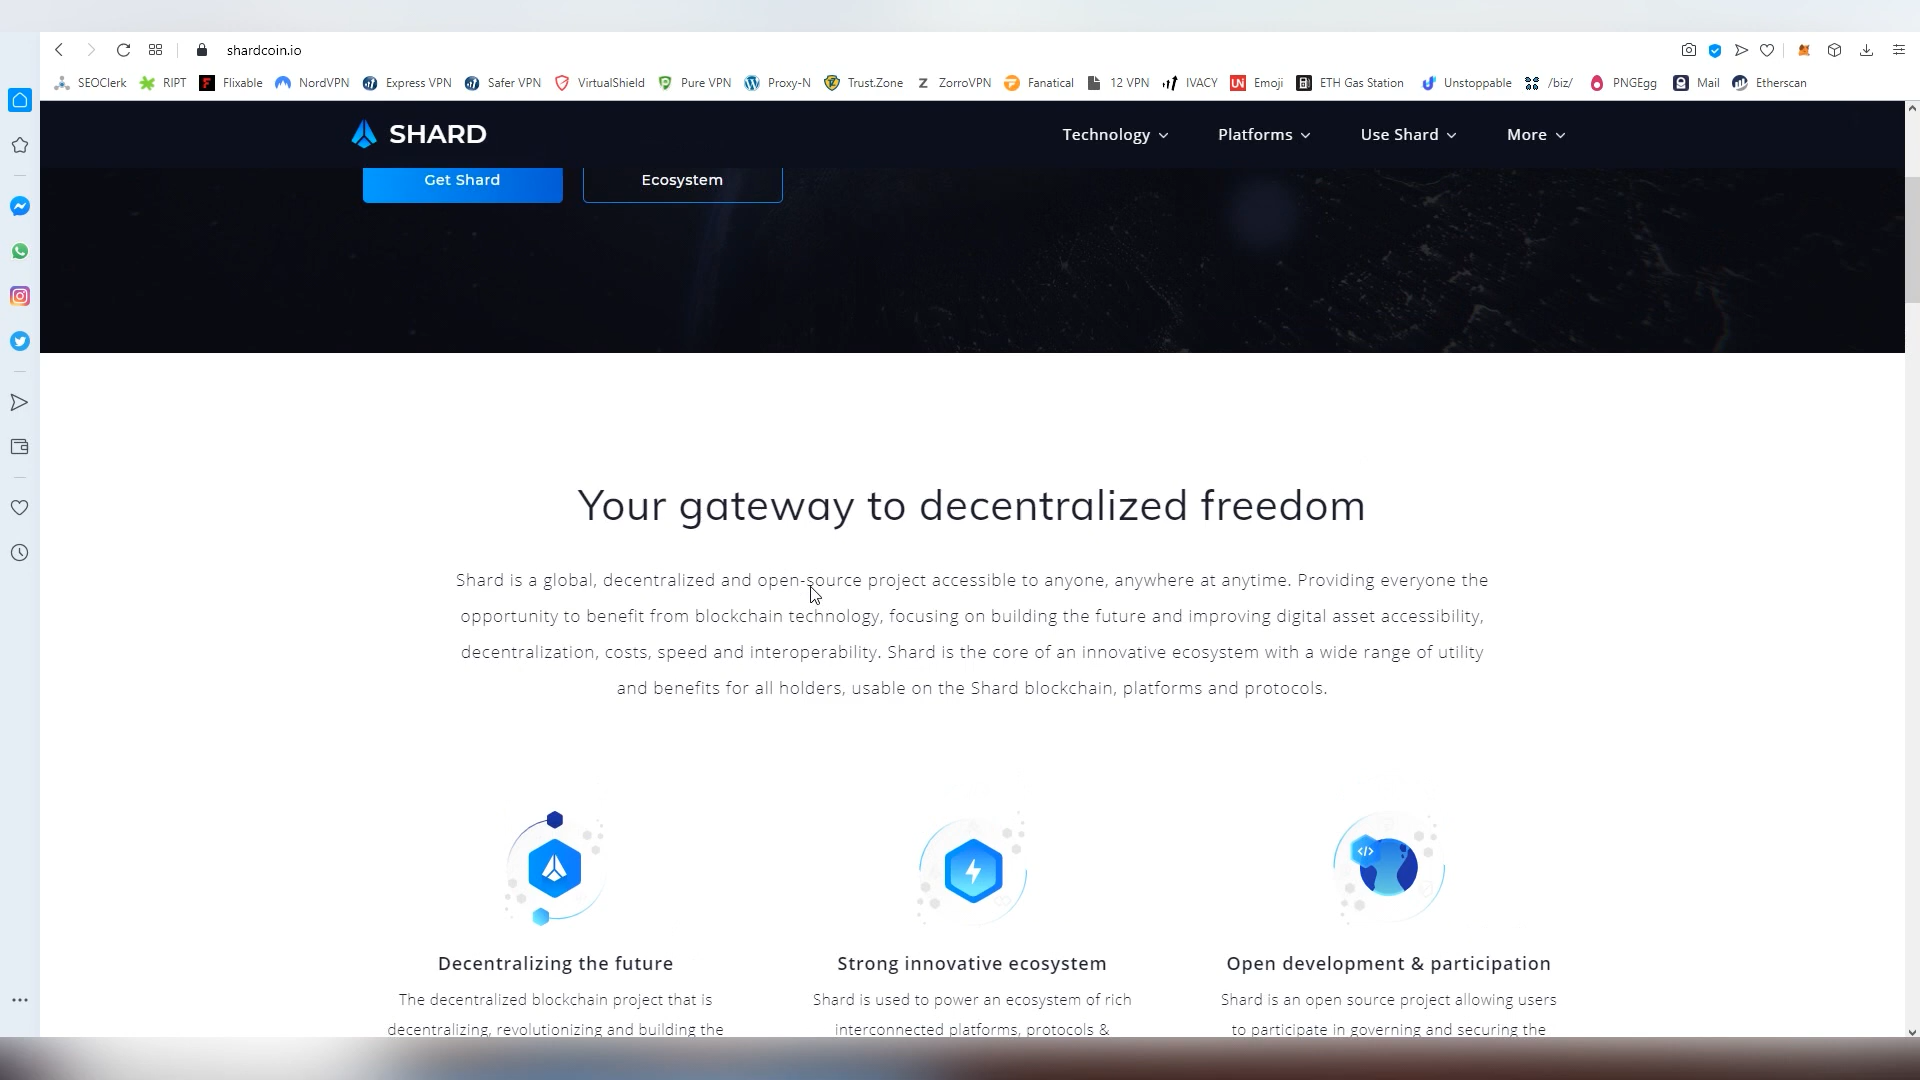 shardcoin.io
SEOClerk RIPT Flixable NordVPN Express VPN Safer VPN VirtualShield Pure VPN Proxy-N Trust.Zone ZorroVPN Fanatical 12 VPN IVACY UN Emoji ETH Gas Station Unstoppable /biz/ PNGEgg Mail Etherscan
SHARD Technology Platforms Use Shard More
Get Shard Ecosystem
Your gateway to decentralized freedom
Shard is a global, decentralized and open-source project accessible to anyone, anywhere at anytime. Providing everyone the
opportunity to benefit from blockchain technology, focusing on building the future and improving digital asset accessibility,
decentralization, costs, speed and interoperability. Shard is the core of an innovative ecosystem with a wide range of utility
and benefits for all holders, usable on the Shard blockchain, platforms and protocols.
Decentralizing the future
The decentralized blockchain project that is
decentralizing, revolutionizing and building the
Strong innovative ecosystem
Shard is used to power an ecosystem of rich
interconnected platforms, protocols &
Open development & participation
Shard is an open source project allowing users
to participate in governing and securing the